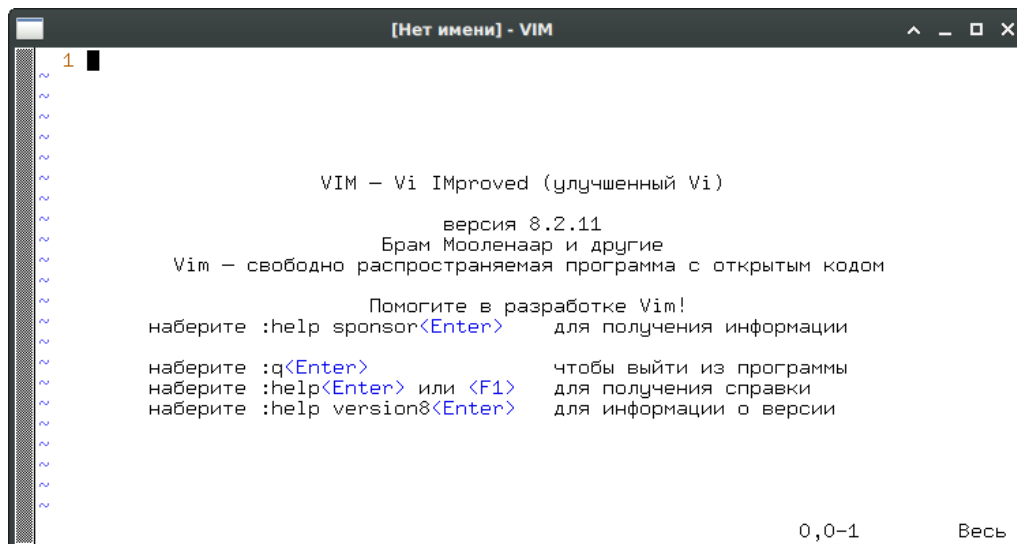 [Нет имени] - VIM
1
~
~
~
~
~
~ VIM — Vi IMproved (улучшенный Vi)
~
~ версия 8.2.11
~ Брам Мооленаар и другие
~ Vim — свободно распространяемая программа с открытым кодом
~
~ Помогите в разработке Vim!
~ наберите :help sponsor<Enter> для получения информации
~
~ наберите :q<Enter> чтобы выйти из программы
~ наберите :help<Enter> или <F1> для получения справки
~ наберите :help version8<Enter> для информации о версии
~
~
~
~
~
0,0-1 Весь